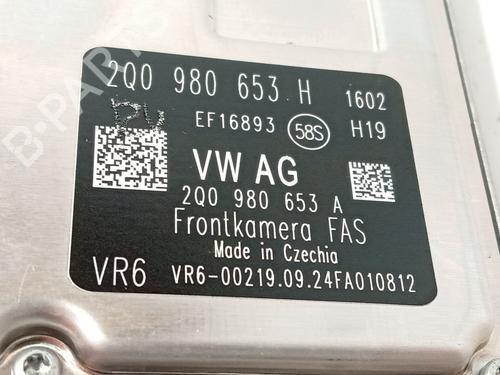 2Q0 980 653 H 1602
EF16893 58S H19
VW AG
2Q0 980 653 A
Frontkamera FAS
Made in Czechia
VR6 VR6-00219.09.24FA010812
B-PARTS